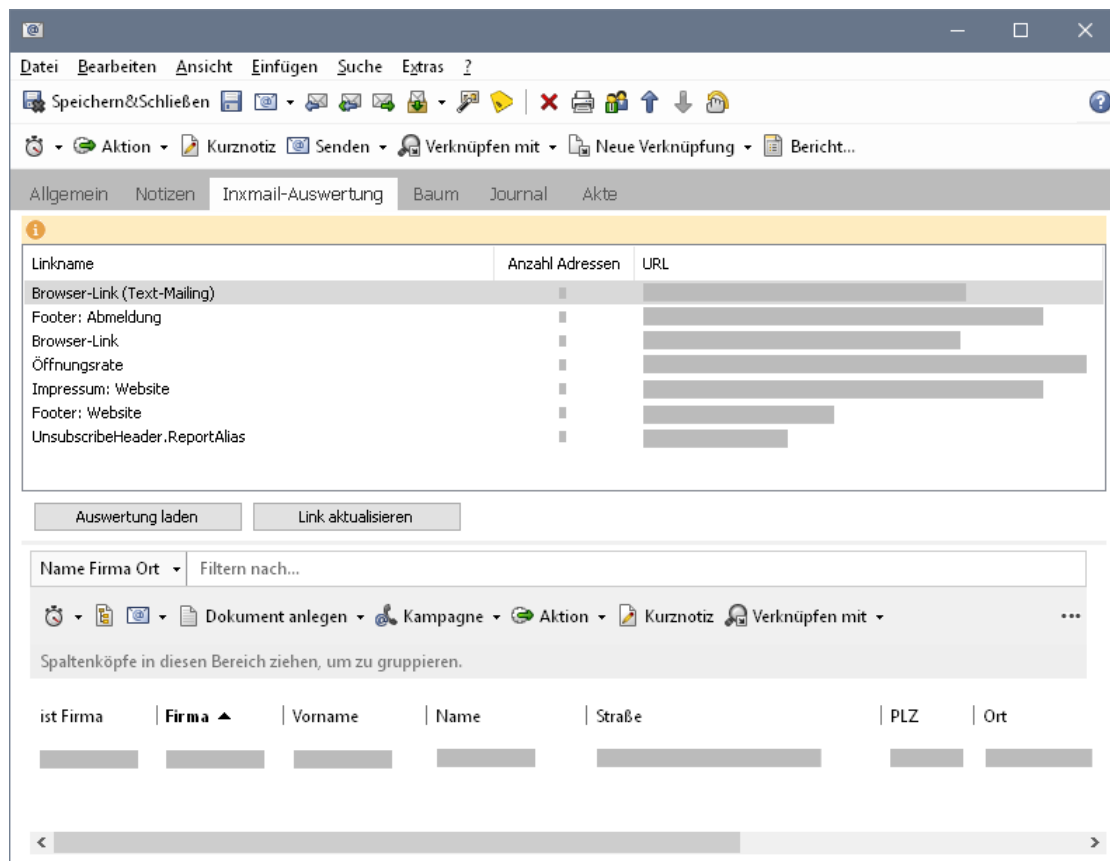 Datei Bearbeiten Ansicht Einfügen Suche Extras ?
Speichern&Schließen
Aktion Kurznotiz Senden Verknüpfen mit Neue Verknüpfung Bericht...
Allgemein Notizen Inxmail-Auswertung Baum Journal Akte
Linkname Anzahl Adressen URL
Browser-Link (Text-Mailing)
Footer: Abmeldung
Browser-Link
Öffnungsrate
Impressum: Website
Footer: Website
UnsubscribeHeader.ReportAlias
Auswertung laden Link aktualisieren
Name Firma Ort Filtern nach...
Dokument anlegen Kampagne Aktion Kurznotiz Verknüpfen mit ...
Spaltenköpfe in diesen Bereich ziehen, um zu gruppieren.
ist Firma Firma Vorname Name Straße PLZ Ort